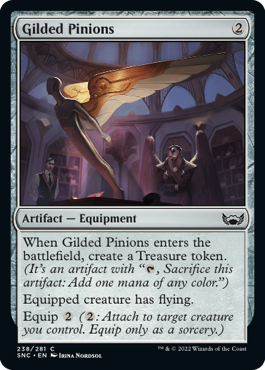 Gilded Pinions 2
Artifact — Equipment
When Gilded Pinions enters the
battlefield, create a Treasure token.
(It's an artifact with “, Sacrifice this
artifact: Add one mana of any color.”)
Equipped creature has flying.
Equip 2 (2: Attach to target creature
you control. Equip only as a sorcery.)
238/281 C
SNC • EN IRINA NORDSOL
™ & © 2022 Wizards of the Coast